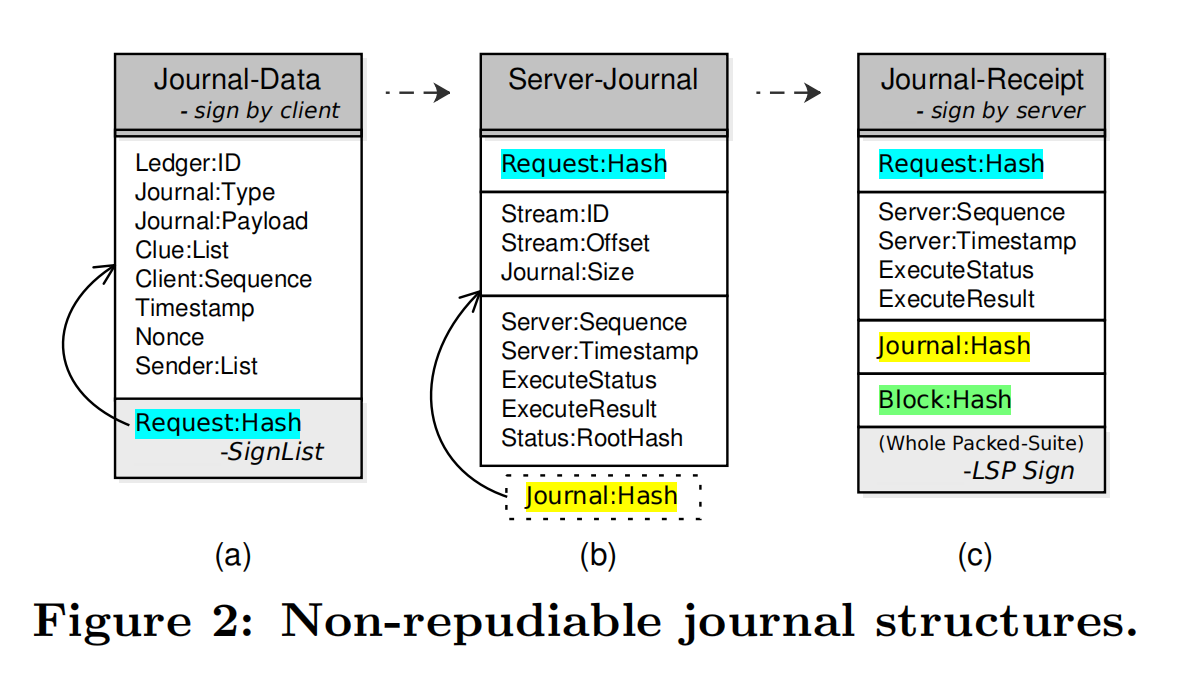 Journal-Data
- sign by client
Ledger:ID
Journal:Type
Journal:Payload
Clue:List
Client:Sequence
Timestamp
Nonce
Sender:List
Request:Hash
-SignList
(a)
Server-Journal
Request:Hash
Stream:ID
Stream:Offset
Journal:Size
Server:Sequence
Server:Timestamp
ExecuteStatus
ExecuteResult
Status:RootHash
Journal:Hash
(b)
Journal-Receipt
- sign by server
Request:Hash
Server:Sequence
Server:Timestamp
ExecuteStatus
ExecuteResult
Journal:Hash
Block:Hash
(Whole Packed-Suite)
-LSP Sign
(c)
Figure 2: Non-repudiable journal structures.